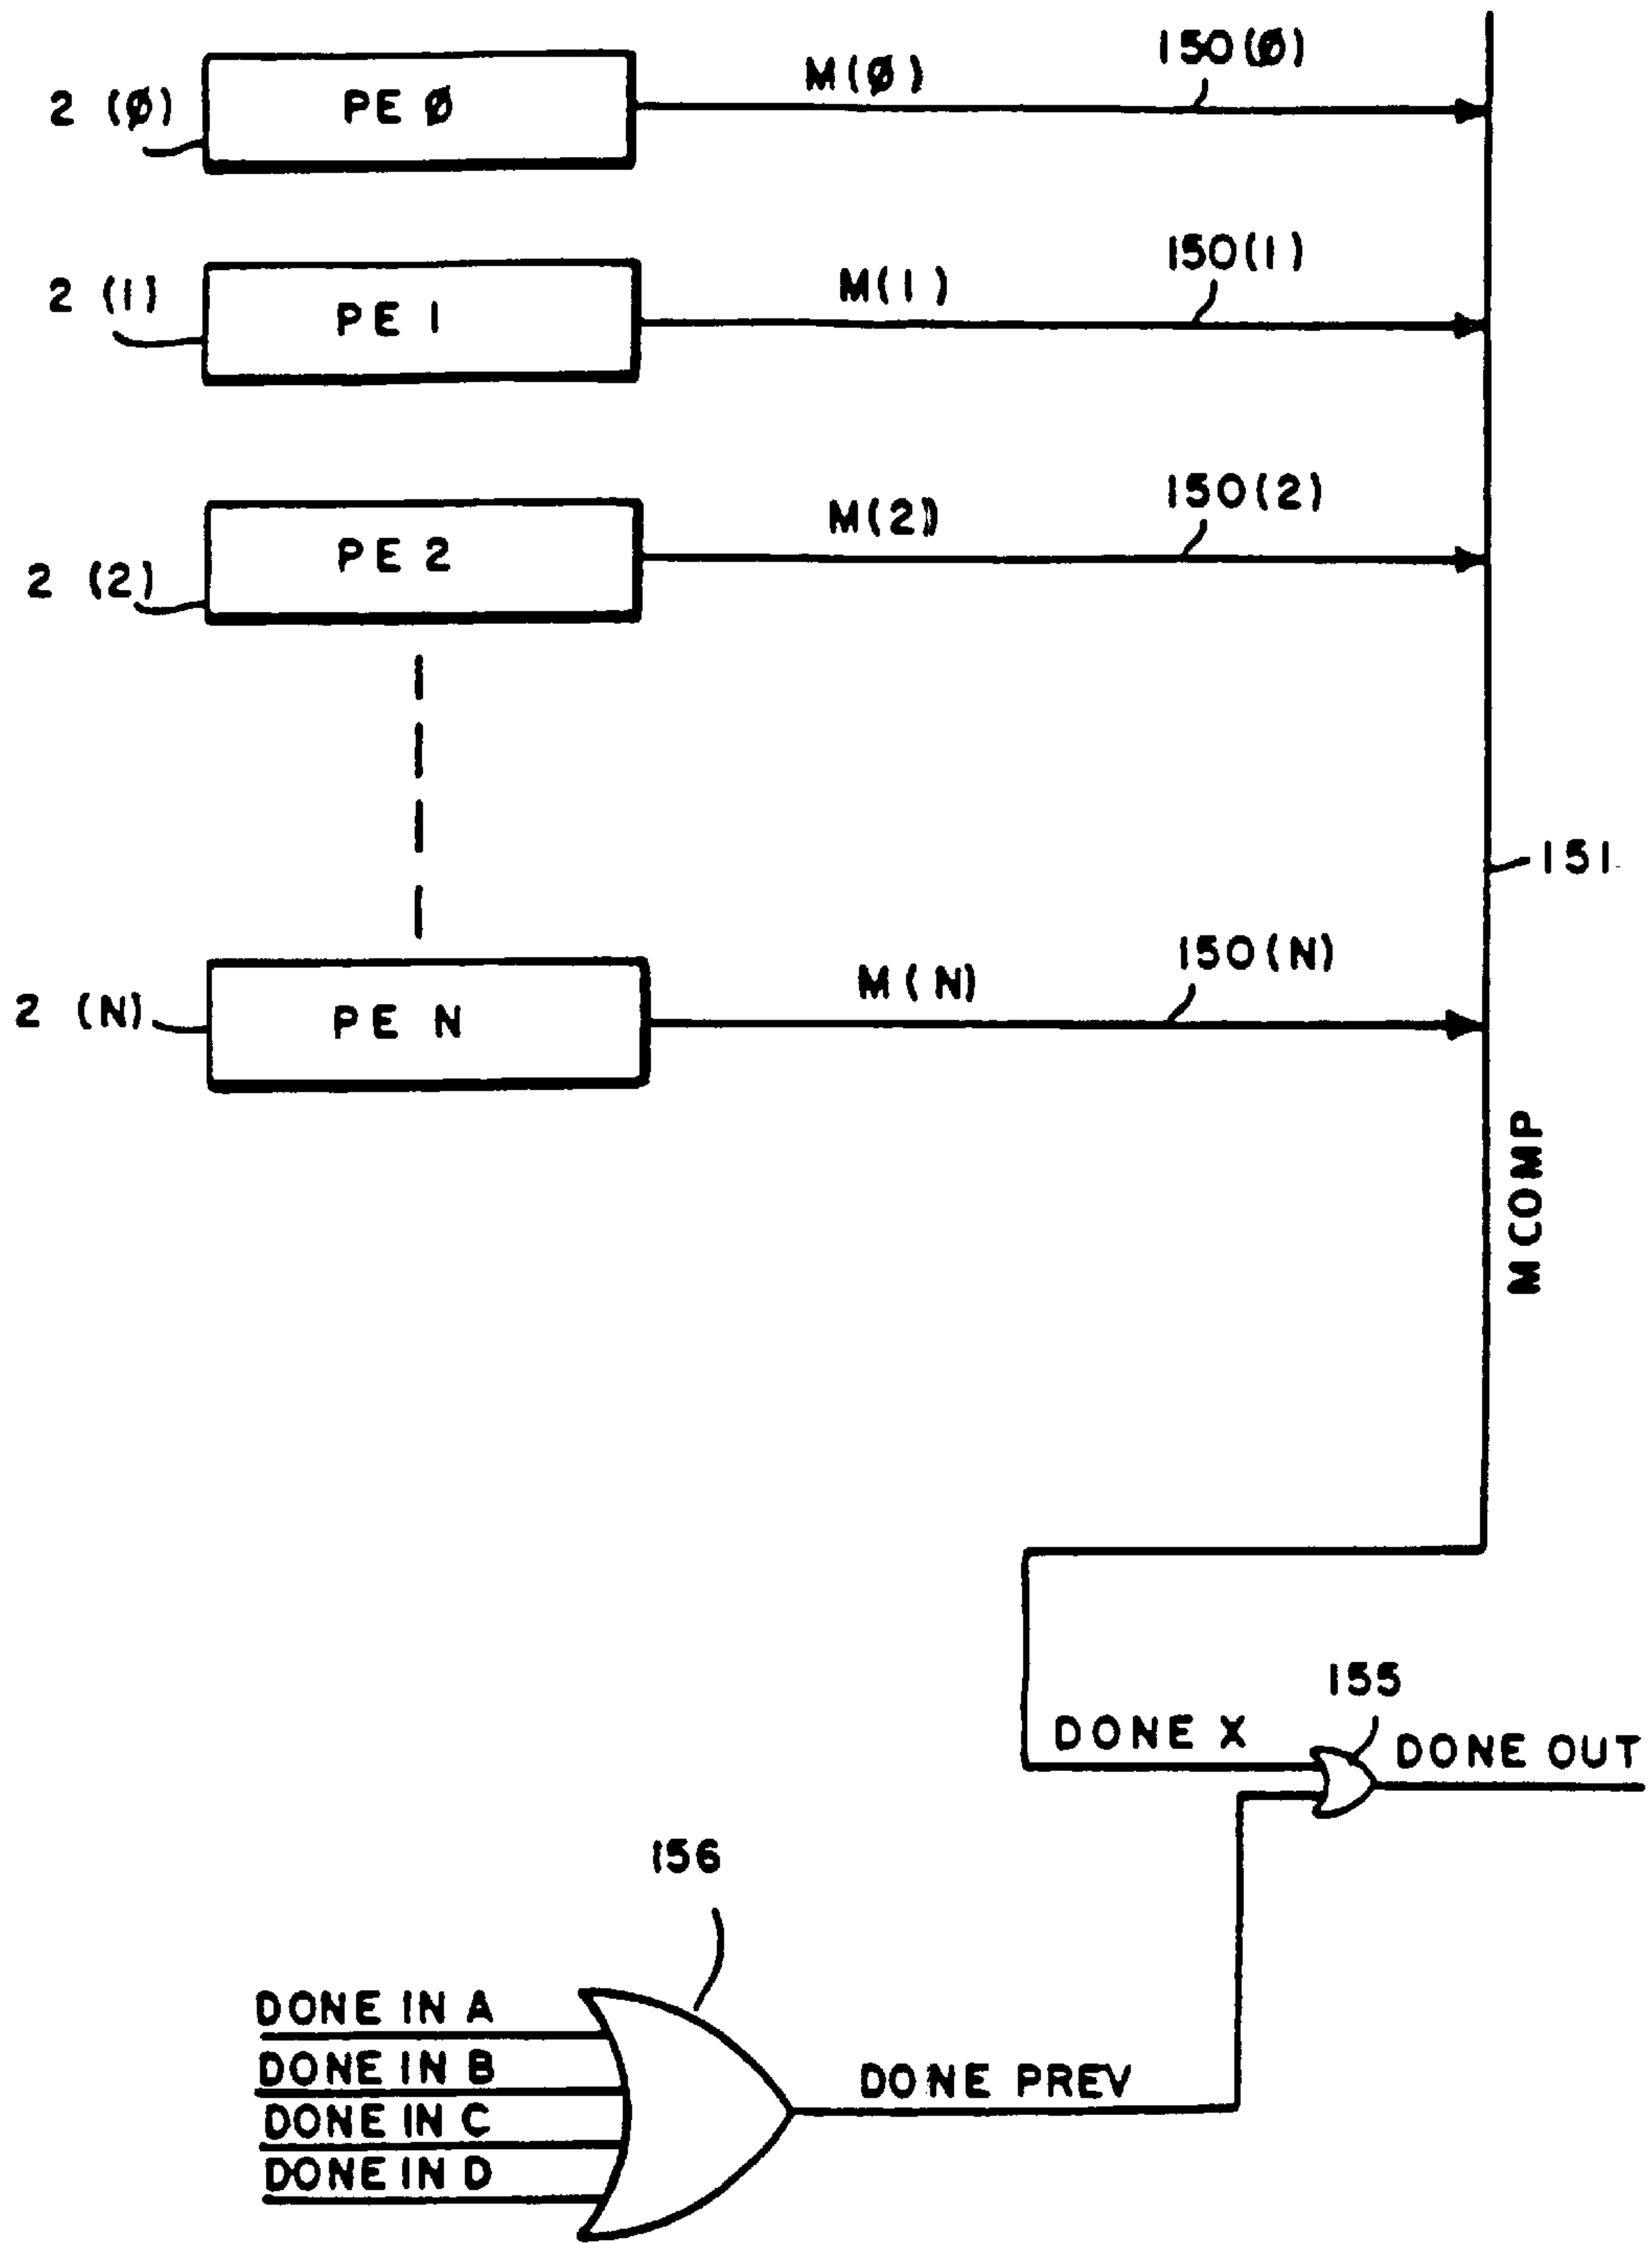 M(Ø)
150(Ø)
2 (Ø)
PE Ø
M(1)
150(1)
2 (1)
PE 1
M(2)
150(2)
2 (2)
PE 2
151
M(N)
150(N)
2 (N)
PE N
M COMP
155
DONE X
DONE OUT
156
DONE IN A
DONE IN B
DONE PREV
DONE IN C
DONE IN D